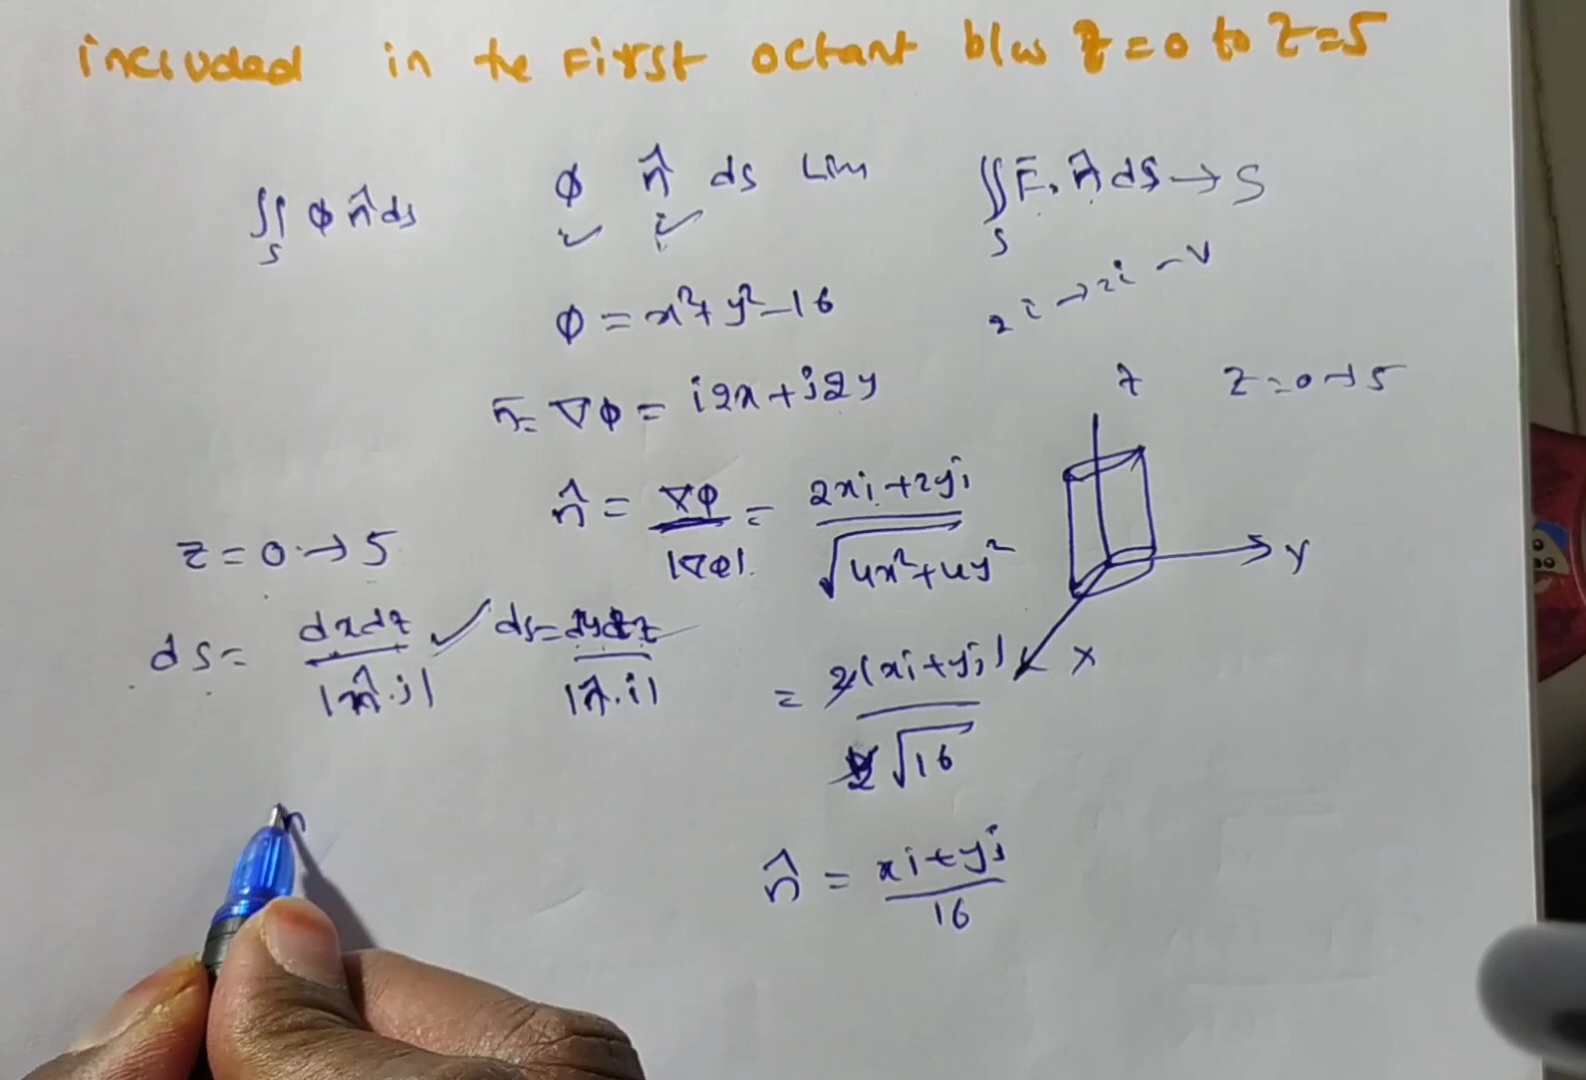 included in the First octant b/w z=0 to z=5
∫∫ₛ ϕ n̂ ds
ϕ n̂ ds Lim
∫∫ₛ F̄. n̂ ds → S
ϕ = x²+y²-16
n̄ = ∇ϕ = i2x+j2y
z=0→5
z
n̂ = ∇ϕ/|∇ϕ| = 2xi+2yj/√4x²+4y²
y
x
z=0→5
ds= dxdz/|n̂.j| ✓ ds=dydz/|n̂.i|
= 2(xi+yj)/2√16
n̂ = xi+yj/16